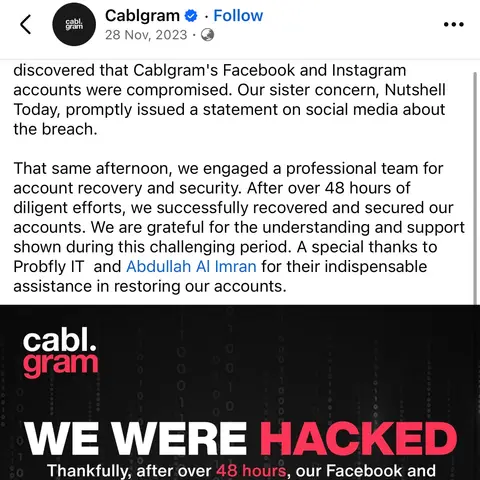 Cablgram · Follow
cabl.
gram
28 Nov, 2023 ·
discovered that Cablgram's Facebook and Instagram
accounts were compromised. Our sister concern, Nutshell
Today, promptly issued a statement on social media about
the breach.
That same afternoon, we engaged a professional team for
account recovery and security. After over 48 hours of
diligent efforts, we successfully recovered and secured our
accounts. We are grateful for the understanding and support
shown during this challenging period. A special thanks to
Probfly IT and Abdullah Al Imran for their indispensable
assistance in restoring our accounts.
cabl.
gram
WE WERE HACKED
Thankfully, after over 48 hours, our Facebook and